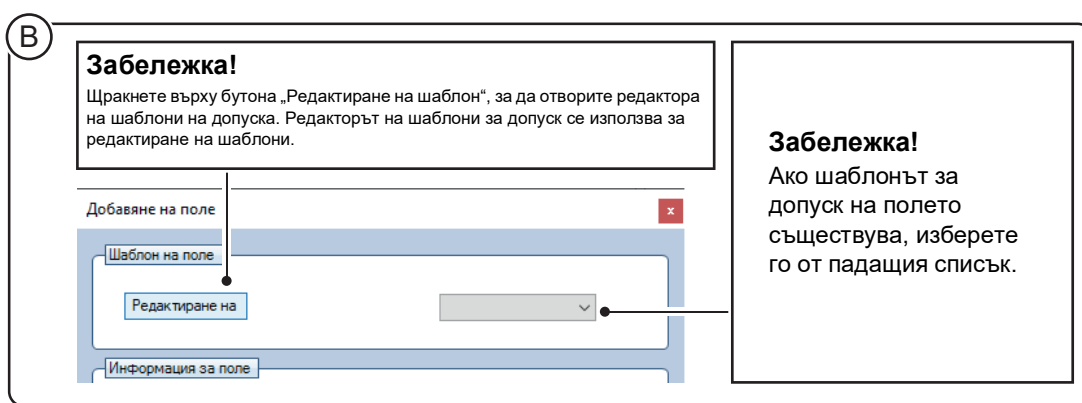 B
Забележка!
Щракнете върху бутона „Редактиране на шаблон“, за да отворите редактора
на шаблони на допуска. Редакторът на шаблони за допуск се използва за
редактиране на шаблони.
Забележка!
Ако шаблонът за
допуск на полето
съществува, изберете
го от падащия списък.
Добавяне на поле
x
Шаблон на поле
Редактиране на
Информация за поле